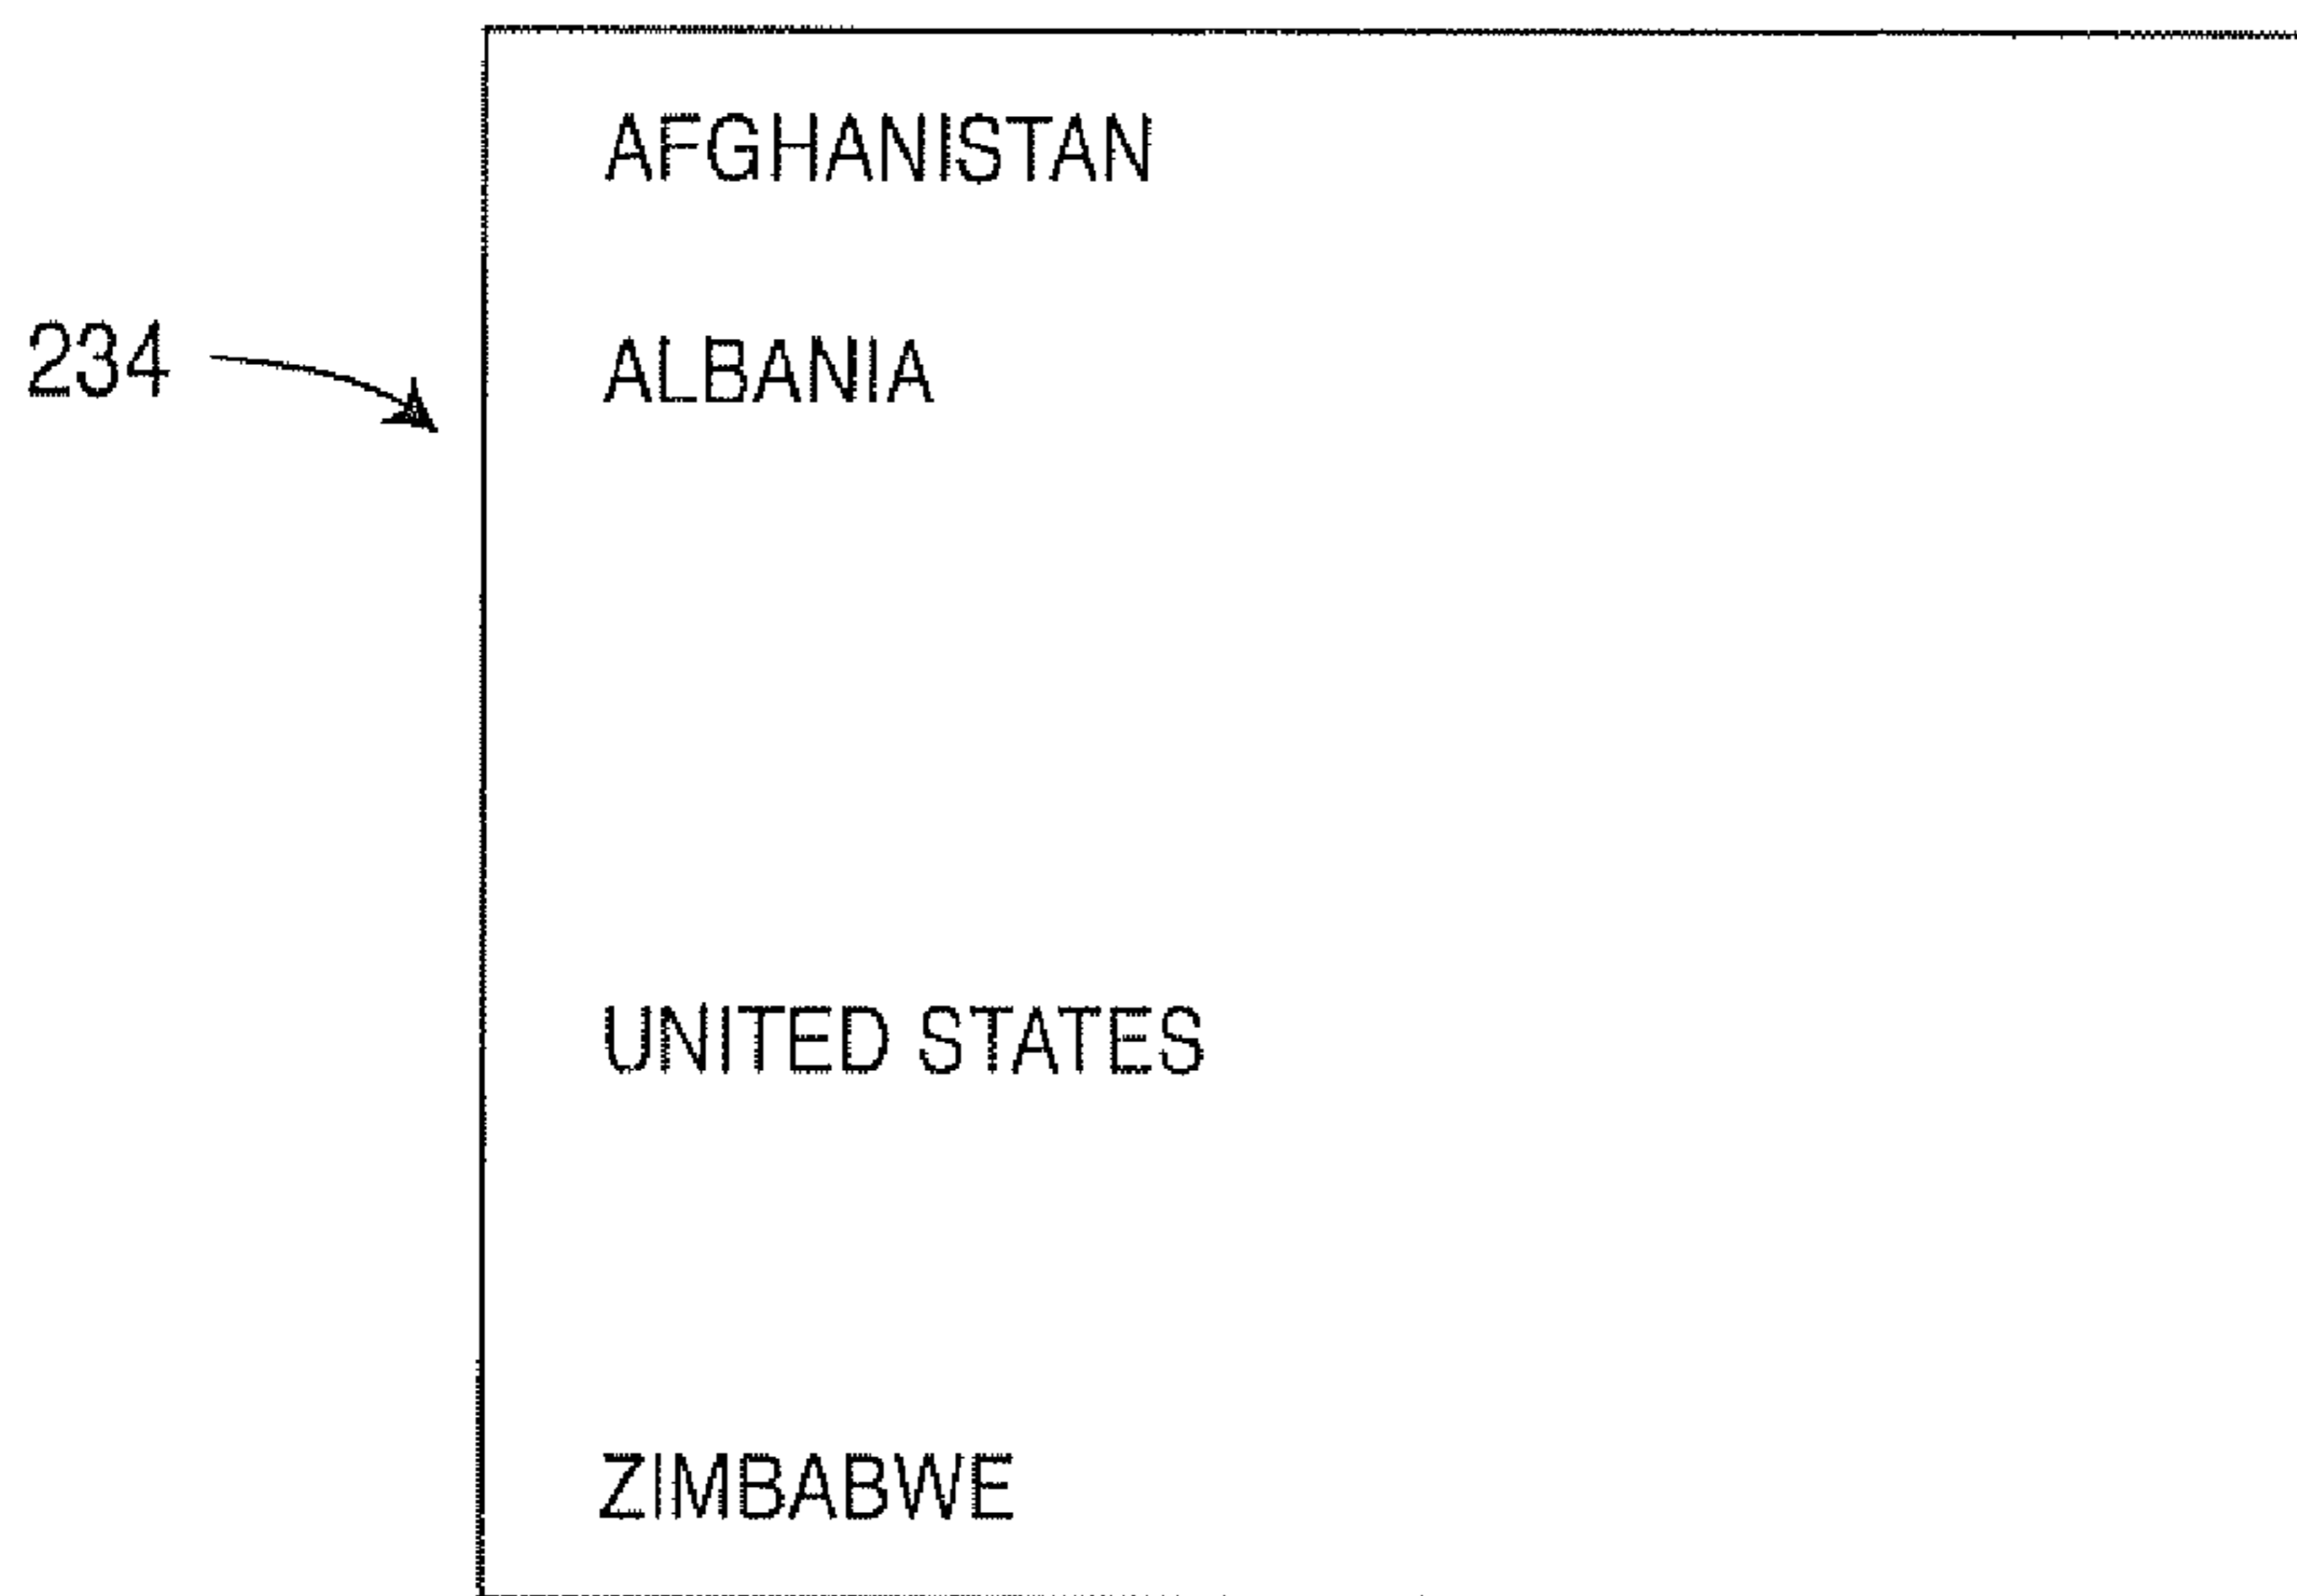 AFGHANISTAN
234
ALBANIA
UNITED STATES
ZIMBABWE